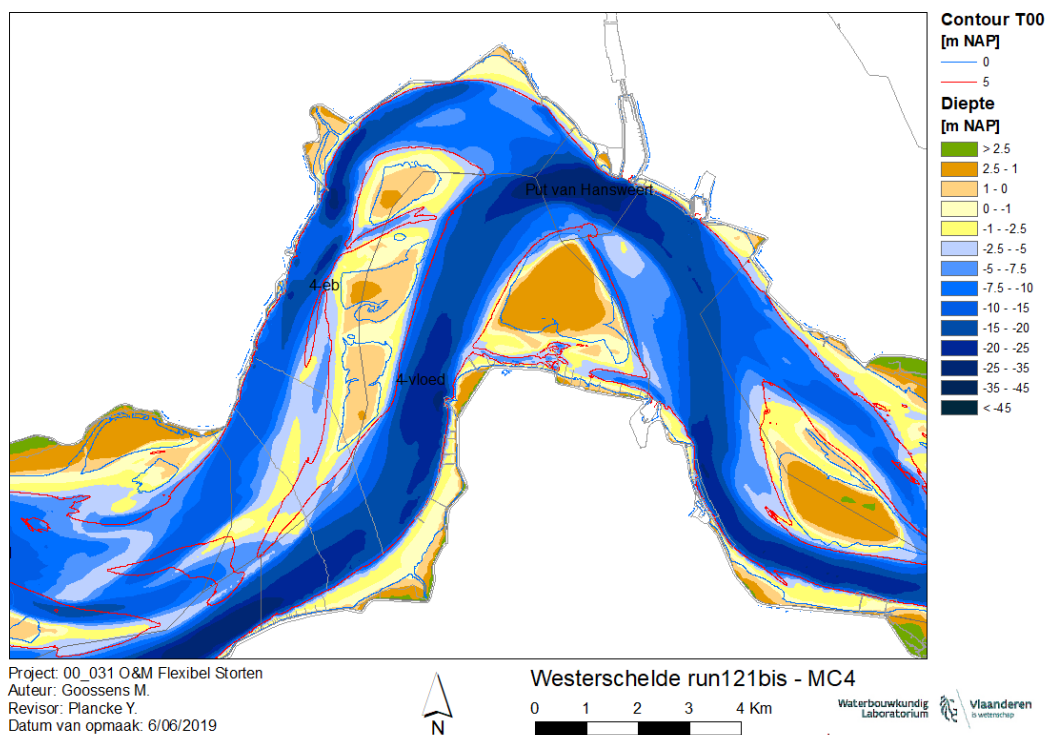 Contour T00
[m NAP]
0
5
Diepte
[m NAP]
> 2.5
2.5 - 1
1 - 0
0 - -1
-1 - -2.5
-2.5 - -5
-5 - -7.5
-7.5 - -10
-10 - -15
-15 - -20
-20 - -25
-25 - -35
-35 - -45
< -45
Put van Hansweert
4-eb
4-vloed
Project: 00_031 O&M Flexibel Storten
Auteur: Goossens M.
Revisor: Plancke Y.
Datum van opmaak: 6/06/2019
N
Westerschelde run121bis - MC4
0 1 2 3 4 Km
Waterbouwkundig
Laboratorium
Vlaanderen
is wetenschap